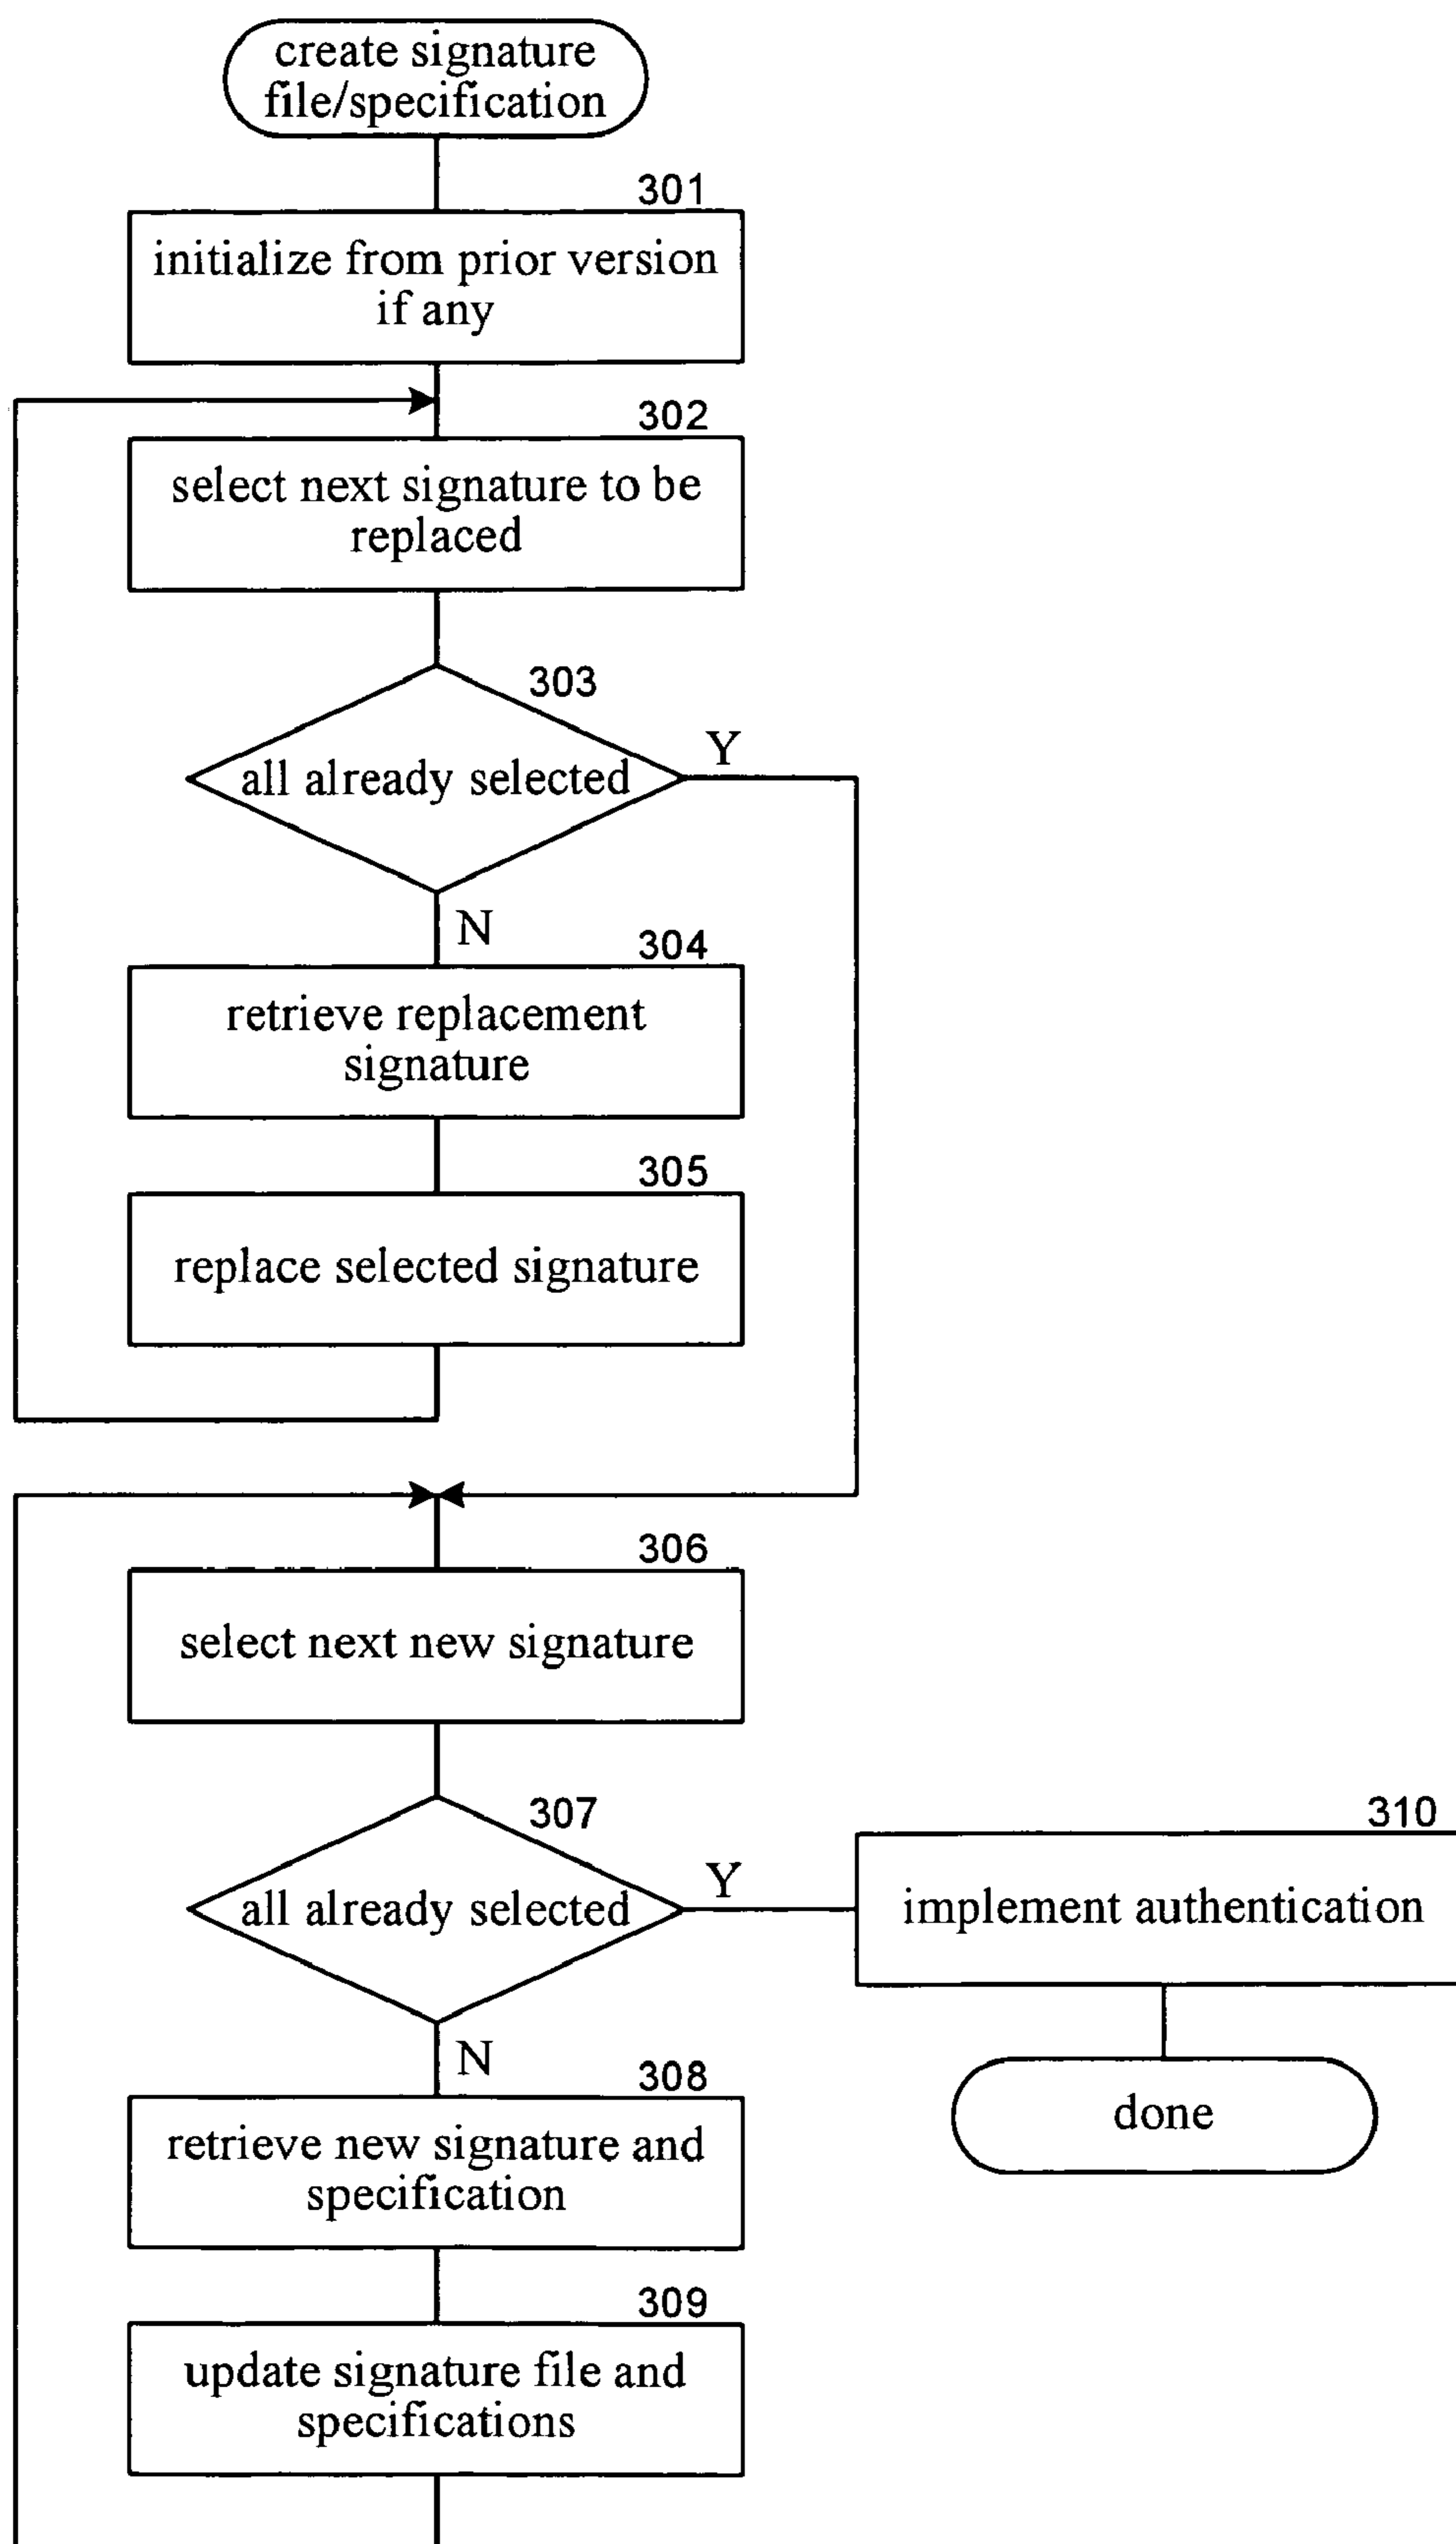 create signature
file/specification
301
initialize from prior version
if any
302
select next signature to be
replaced
303
all already selected
Y
N
304
retrieve replacement
signature
305
replace selected signature
306
select next new signature
307
all already selected
Y
310
implement authentication
N
done
308
retrieve new signature and
specification
309
update signature file and
specifications